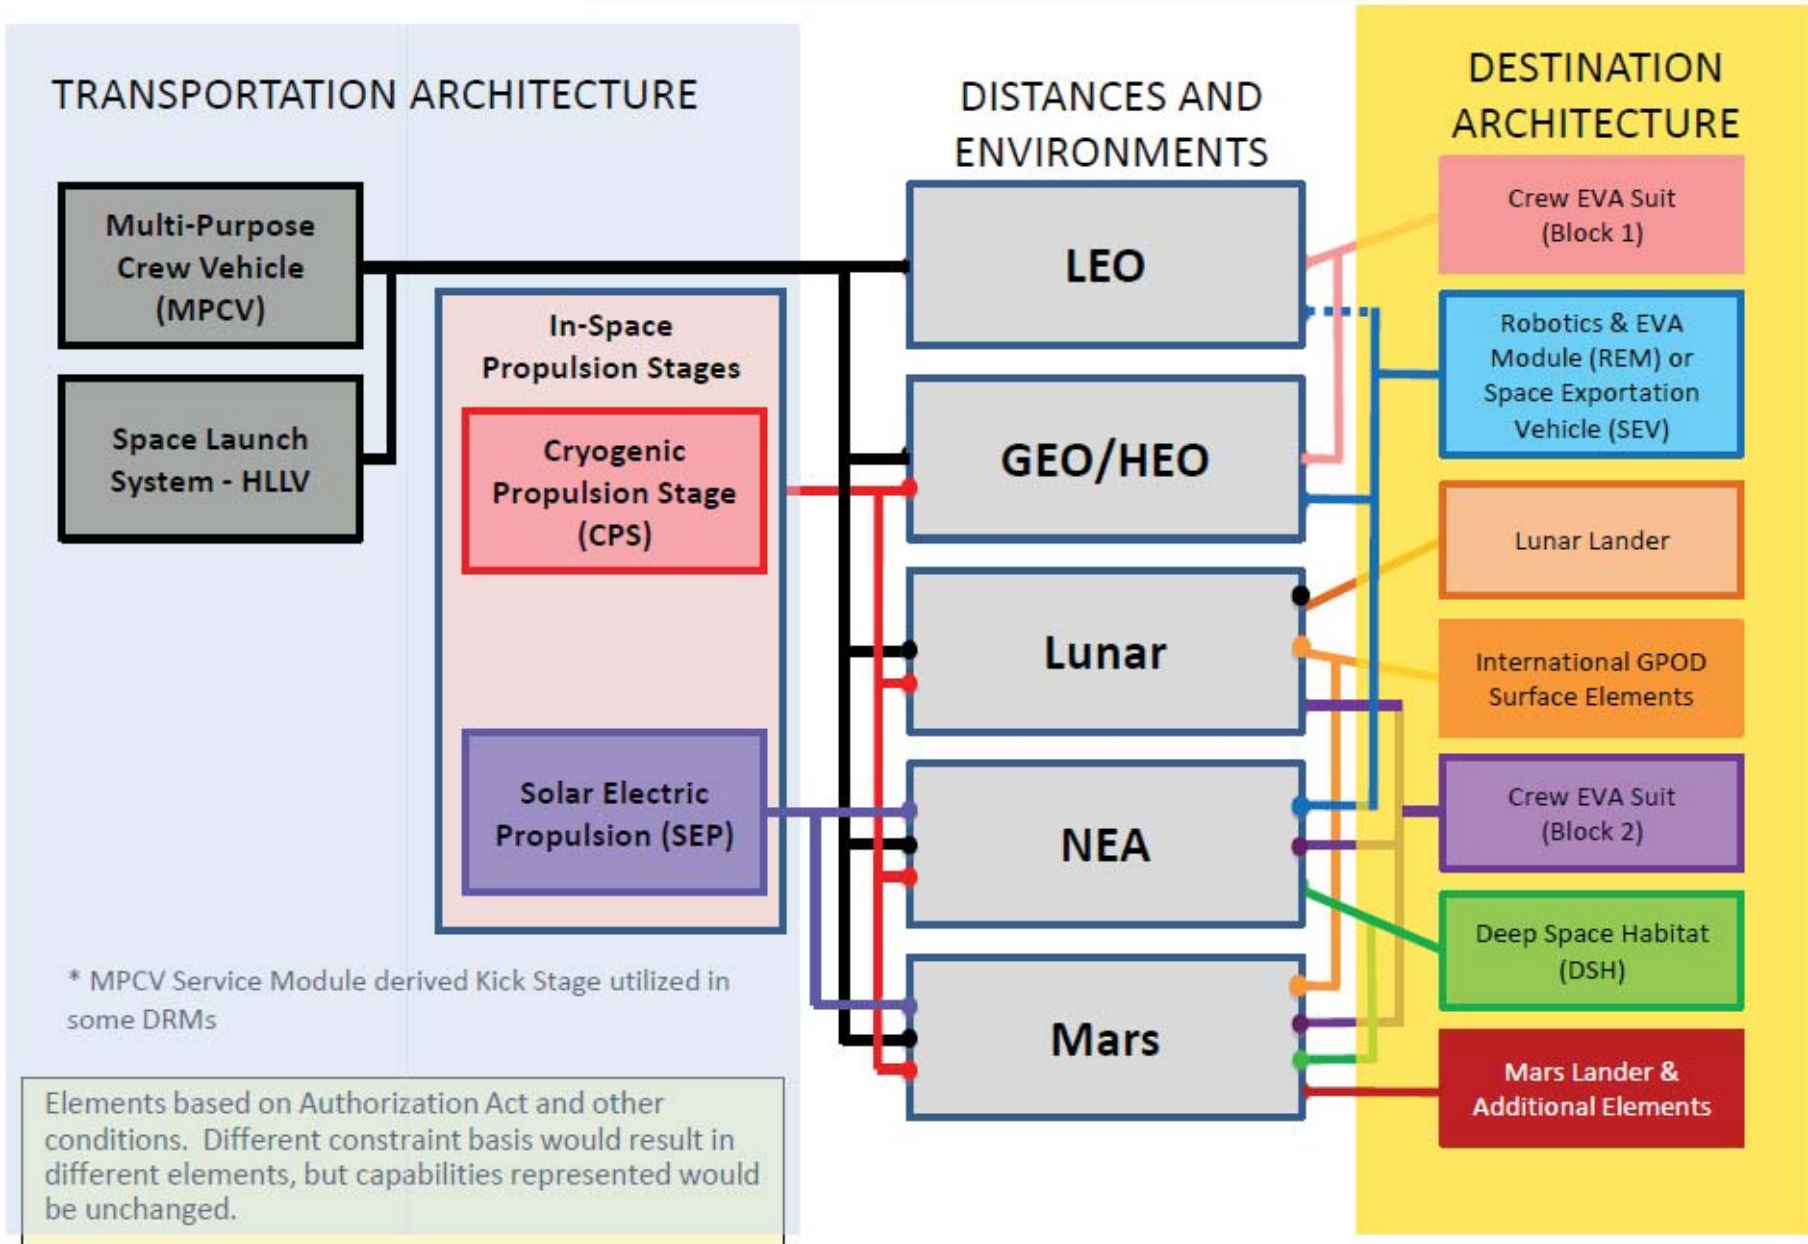 TRANSPORTATION ARCHITECTURE
Multi-Purpose
Crew Vehicle
(MPCV)
Space Launch
System - HLLV
In-Space
Propulsion Stages
Cryogenic
Propulsion Stage
(CPS)
Solar Electric
Propulsion (SEP)
* MPCV Service Module derived Kick Stage utilized in
some DRMs
Elements based on Authorization Act and other
conditions.  Different constraint basis would result in
different elements, but capabilities represented would
be unchanged.
DISTANCES AND
ENVIRONMENTS
LEO
GEO/HEO
Lunar
NEA
Mars
DESTINATION
ARCHITECTURE
Crew EVA Suit
(Block 1)
Robotics & EVA
Module (REM) or
Space Exportation
Vehicle (SEV)
Lunar Lander
International GPOD
Surface Elements
Crew EVA Suit
(Block 2)
Deep Space Habitat
(DSH)
Mars Lander &
Additional Elements